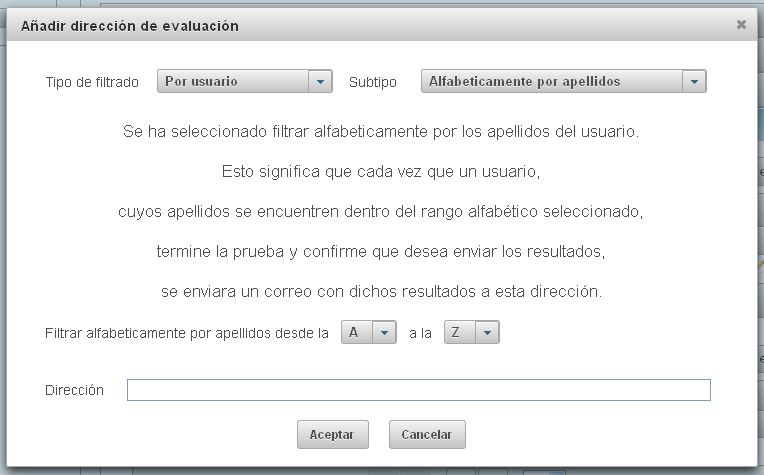 Añadir dirección de evaluación
Tipo de filtrado Por usuario Subtipo Alfabeticamente por apellidos
Se ha seleccionado filtrar alfabeticamente por los apellidos del usuario.
Esto significa que cada vez que un usuario,
cuyos apellidos se encuentren dentro del rango alfabético seleccionado,
termine la prueba y confirme que desea enviar los resultados,
se enviara un correo con dichos resultados a esta dirección.
Filtrar alfabeticamente por apellidos desde la A a la Z
Dirección
Aceptar Cancelar